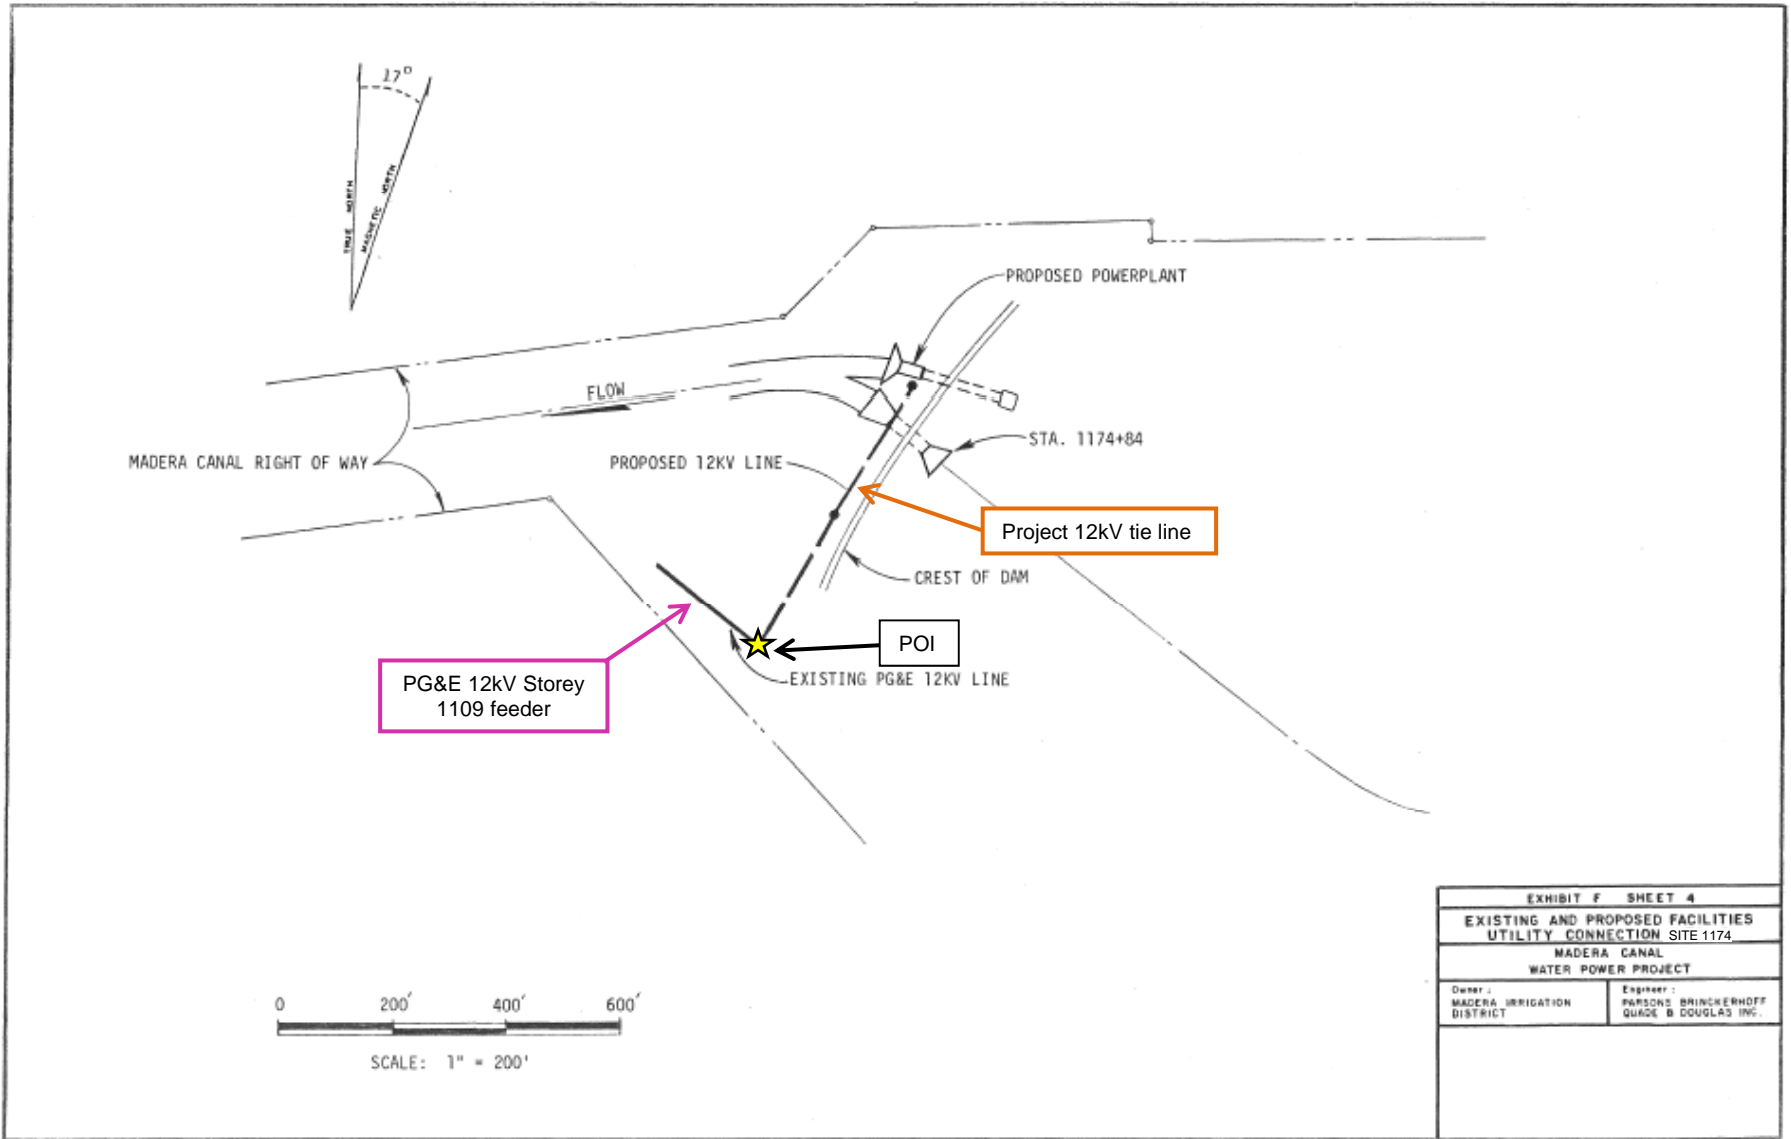 17°
TRUE NORTH
MAGNETIC NORTH
PROPOSED POWERPLANT
FLOW
STA. 1174+84
MADERA CANAL RIGHT OF WAY
PROPOSED 12KV LINE
Project 12kV tie line
CREST OF DAM
POI
EXISTING PG&E 12KV LINE
PG&E 12kV Storey
1109 feeder
EXHIBIT F SHEET 4
EXISTING AND PROPOSED FACILITIES
UTILITY CONNECTION SITE 1174
MADERA CANAL
WATER POWER PROJECT
Owner :
MADERA IRRIGATION
DISTRICT
Engineer :
PARSONS BRINCKERHOFF
QUADE & DOUGLAS INC.
0 200' 400' 600'
SCALE: 1" = 200'